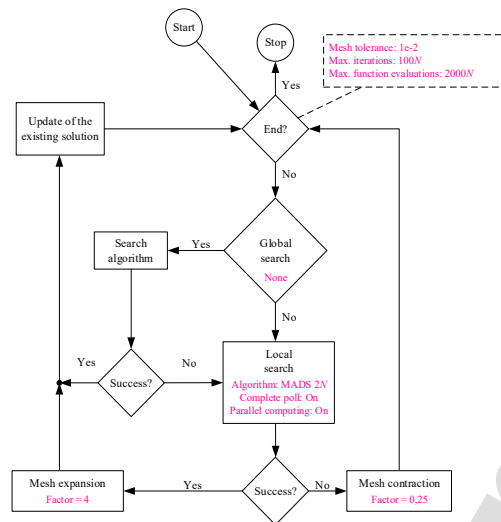 Start
Stop
Mesh tolerance: 1e-2
Max. iterations: 100N
Max. function evaluations: 2000N
Yes
Update of the
existing solution
End?
No
Search
algorithm
Yes
Global
search
None
No
Yes
Success?
No
Local
search
Algorithm: MADS 2N
Complete poll: On
Parallel computing: On
Mesh expansion
Factor = 4
Yes
Success?
No
Mesh contraction
Factor = 0,25